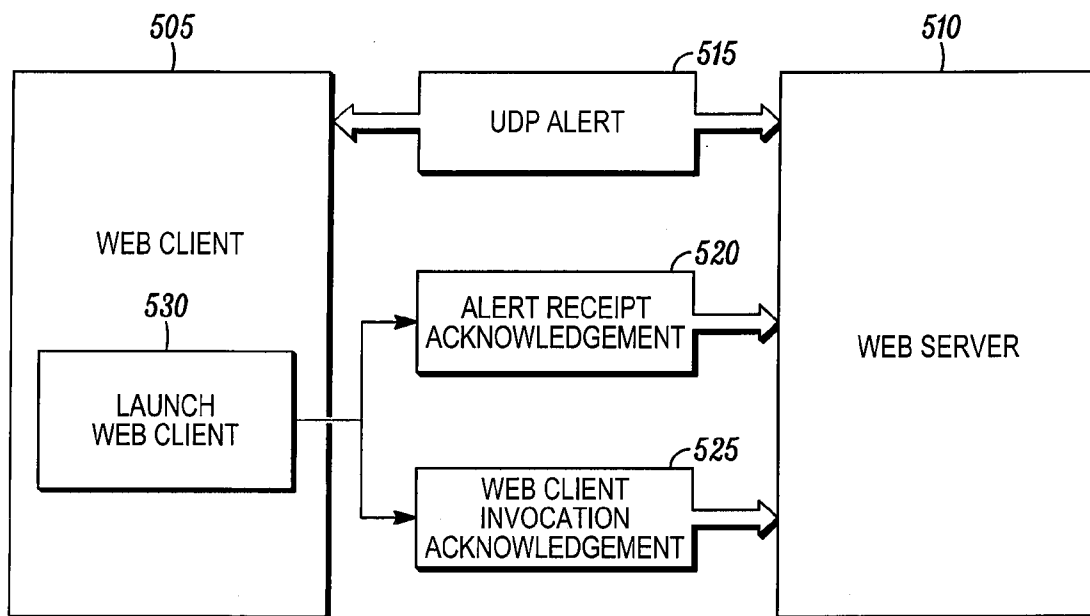 505
510
515
UDP ALERT
WEB CLIENT
520
530
ALERT RECEIPT
ACKNOWLEDGEMENT
WEB SERVER
LAUNCH
WEB CLIENT
525
WEB CLIENT
INVOCATION
ACKNOWLEDGEMENT